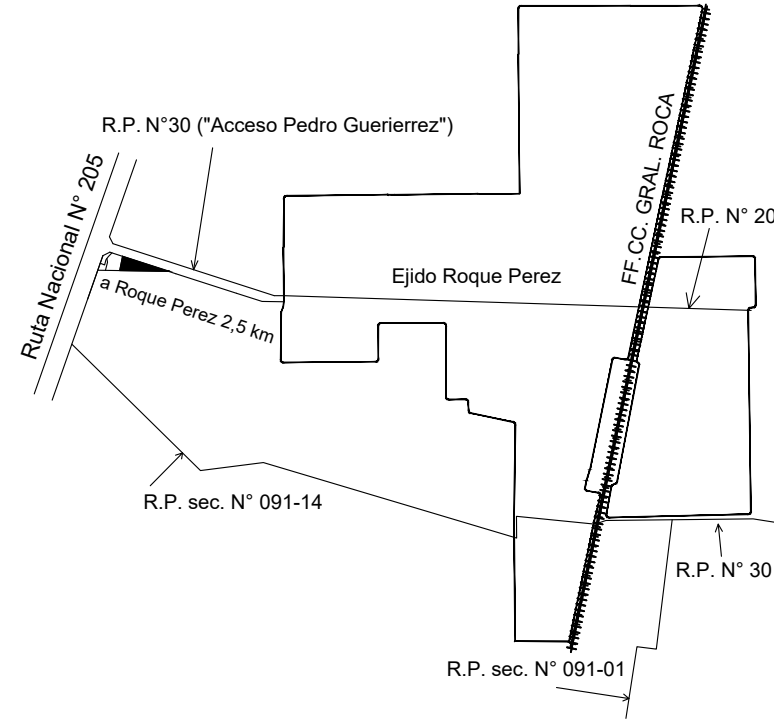 R.P. N°30 ("Acceso Pedro Guerierrez")
Ruta Nacional N° 205
FF.CC. GRAL. ROCA
R.P. N° 20
Ejido Roque Perez
a Roque Perez 2,5 km
R.P. sec. N° 091-14
R.P. N° 30
R.P. sec. N° 091-01